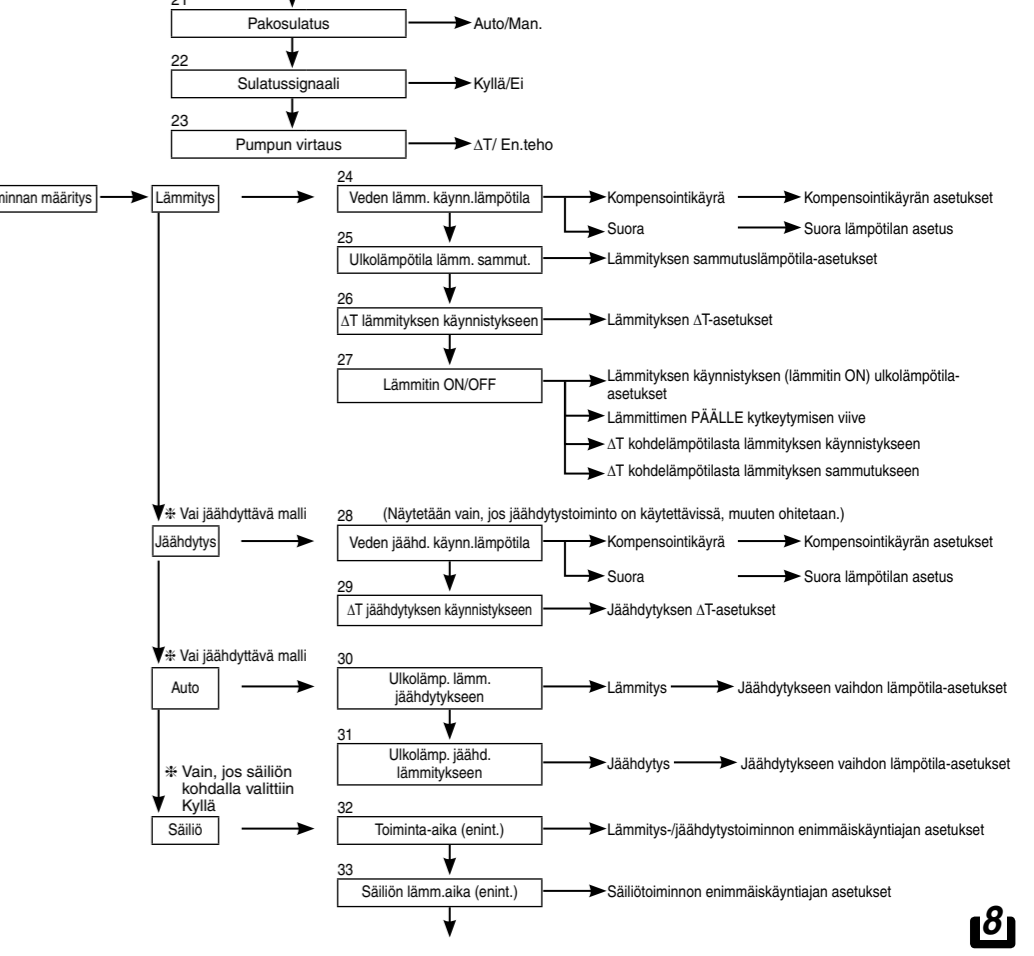 21
Pakosulatus
Auto/Man.
22
Sulatussignaali
Kyllä/Ei
23
Pumpun virtaus
ΔT/ En.teho
minnan määritys
Lämmitys
24
Veden lämm. käynn.lämpötila
Kompensointikäyrä
Kompensointikäyrän asetukset
Suora
Suora lämpötilan asetus
25
Ulkolämpötila lämm. sammut.
Lämmityksen sammutuslämpötila-asetukset
26
ΔT lämmityksen käynnistykseen
Lämmityksen ΔT-asetukset
27
Lämmitin ON/OFF
Lämmityksen käynnistyksen (lämmitin ON) ulkolämpötila-
asetukset
Lämmittimen PÄÄLLE kytkeytymisen viive
ΔT kohdelämpötilasta lämmityksen käynnistykseen
ΔT kohdelämpötilasta lämmityksen sammutukseen
❉ Vai jäähdyttävä malli
28
(Näytetään vain, jos jäähdytystoiminto on käytettävissä, muuten ohitetaan.)
Jäähdytys
Veden jäähd. käynn.lämpötila
Kompensointikäyrä
Kompensointikäyrän asetukset
Suora
Suora lämpötilan asetus
29
ΔT jäähdytyksen käynnistykseen
Jäähdytyksen ΔT-asetukset
❉ Vai jäähdyttävä malli
30
Auto
Ulkolämp. lämm.
jäähdytykseen
Lämmitys
Jäähdytykseen vaihdon lämpötila-asetukset
31
Ulkolämp. jäähd.
lämmitykseen
Jäähdytys
Jäähdytykseen vaihdon lämpötila-asetukset
❉ Vain, jos säiliön
kohdalla valittiin
Kyllä
32
Säiliö
Toiminta-aika (enint.)
Lämmitys-/jäähdytystoiminnon enimmäiskäyntiajan asetukset
33
Säiliön lämm.aika (enint.)
Säiliötoiminnon enimmäiskäyntiajan asetukset
8